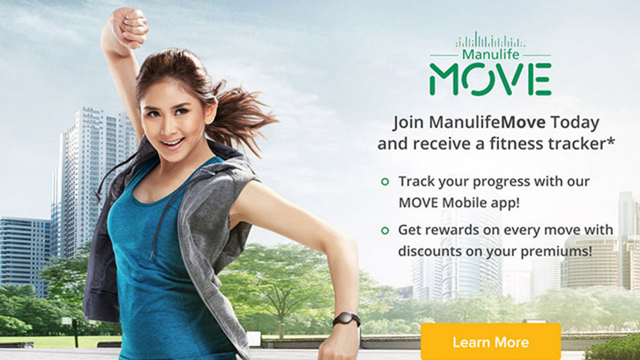 Manulife
MOVE
Join ManulifeMove Today
and receive a fitness tracker*
Track your progress with our
MOVE Mobile app!
Get rewards on every move with
discounts on your premiums!
Learn More